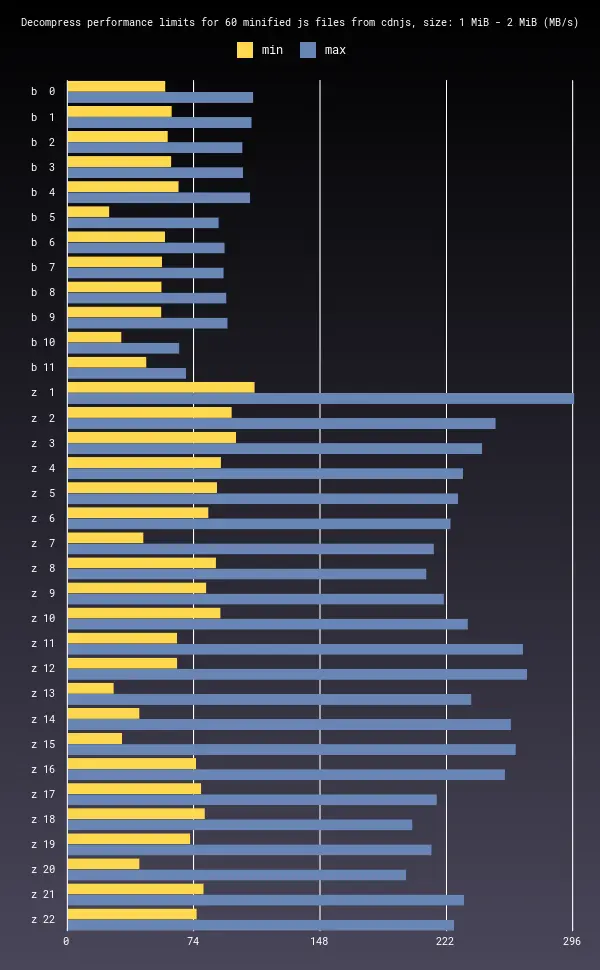 Decompress performance limits for 60 minified js files from cdnjs, size: 1 MiB - 2 MiB (MB/s)
min max
b 0
b 1
b 2
b 3
b 4
b 5
b 6
b 7
b 8
b 9
b 10
b 11
z 1
z 2
z 3
z 4
z 5
z 6
z 7
z 8
z 9
z 10
z 11
z 12
z 13
z 14
z 15
z 16
z 17
z 18
z 19
z 20
z 21
z 22
0 74 148 222 296